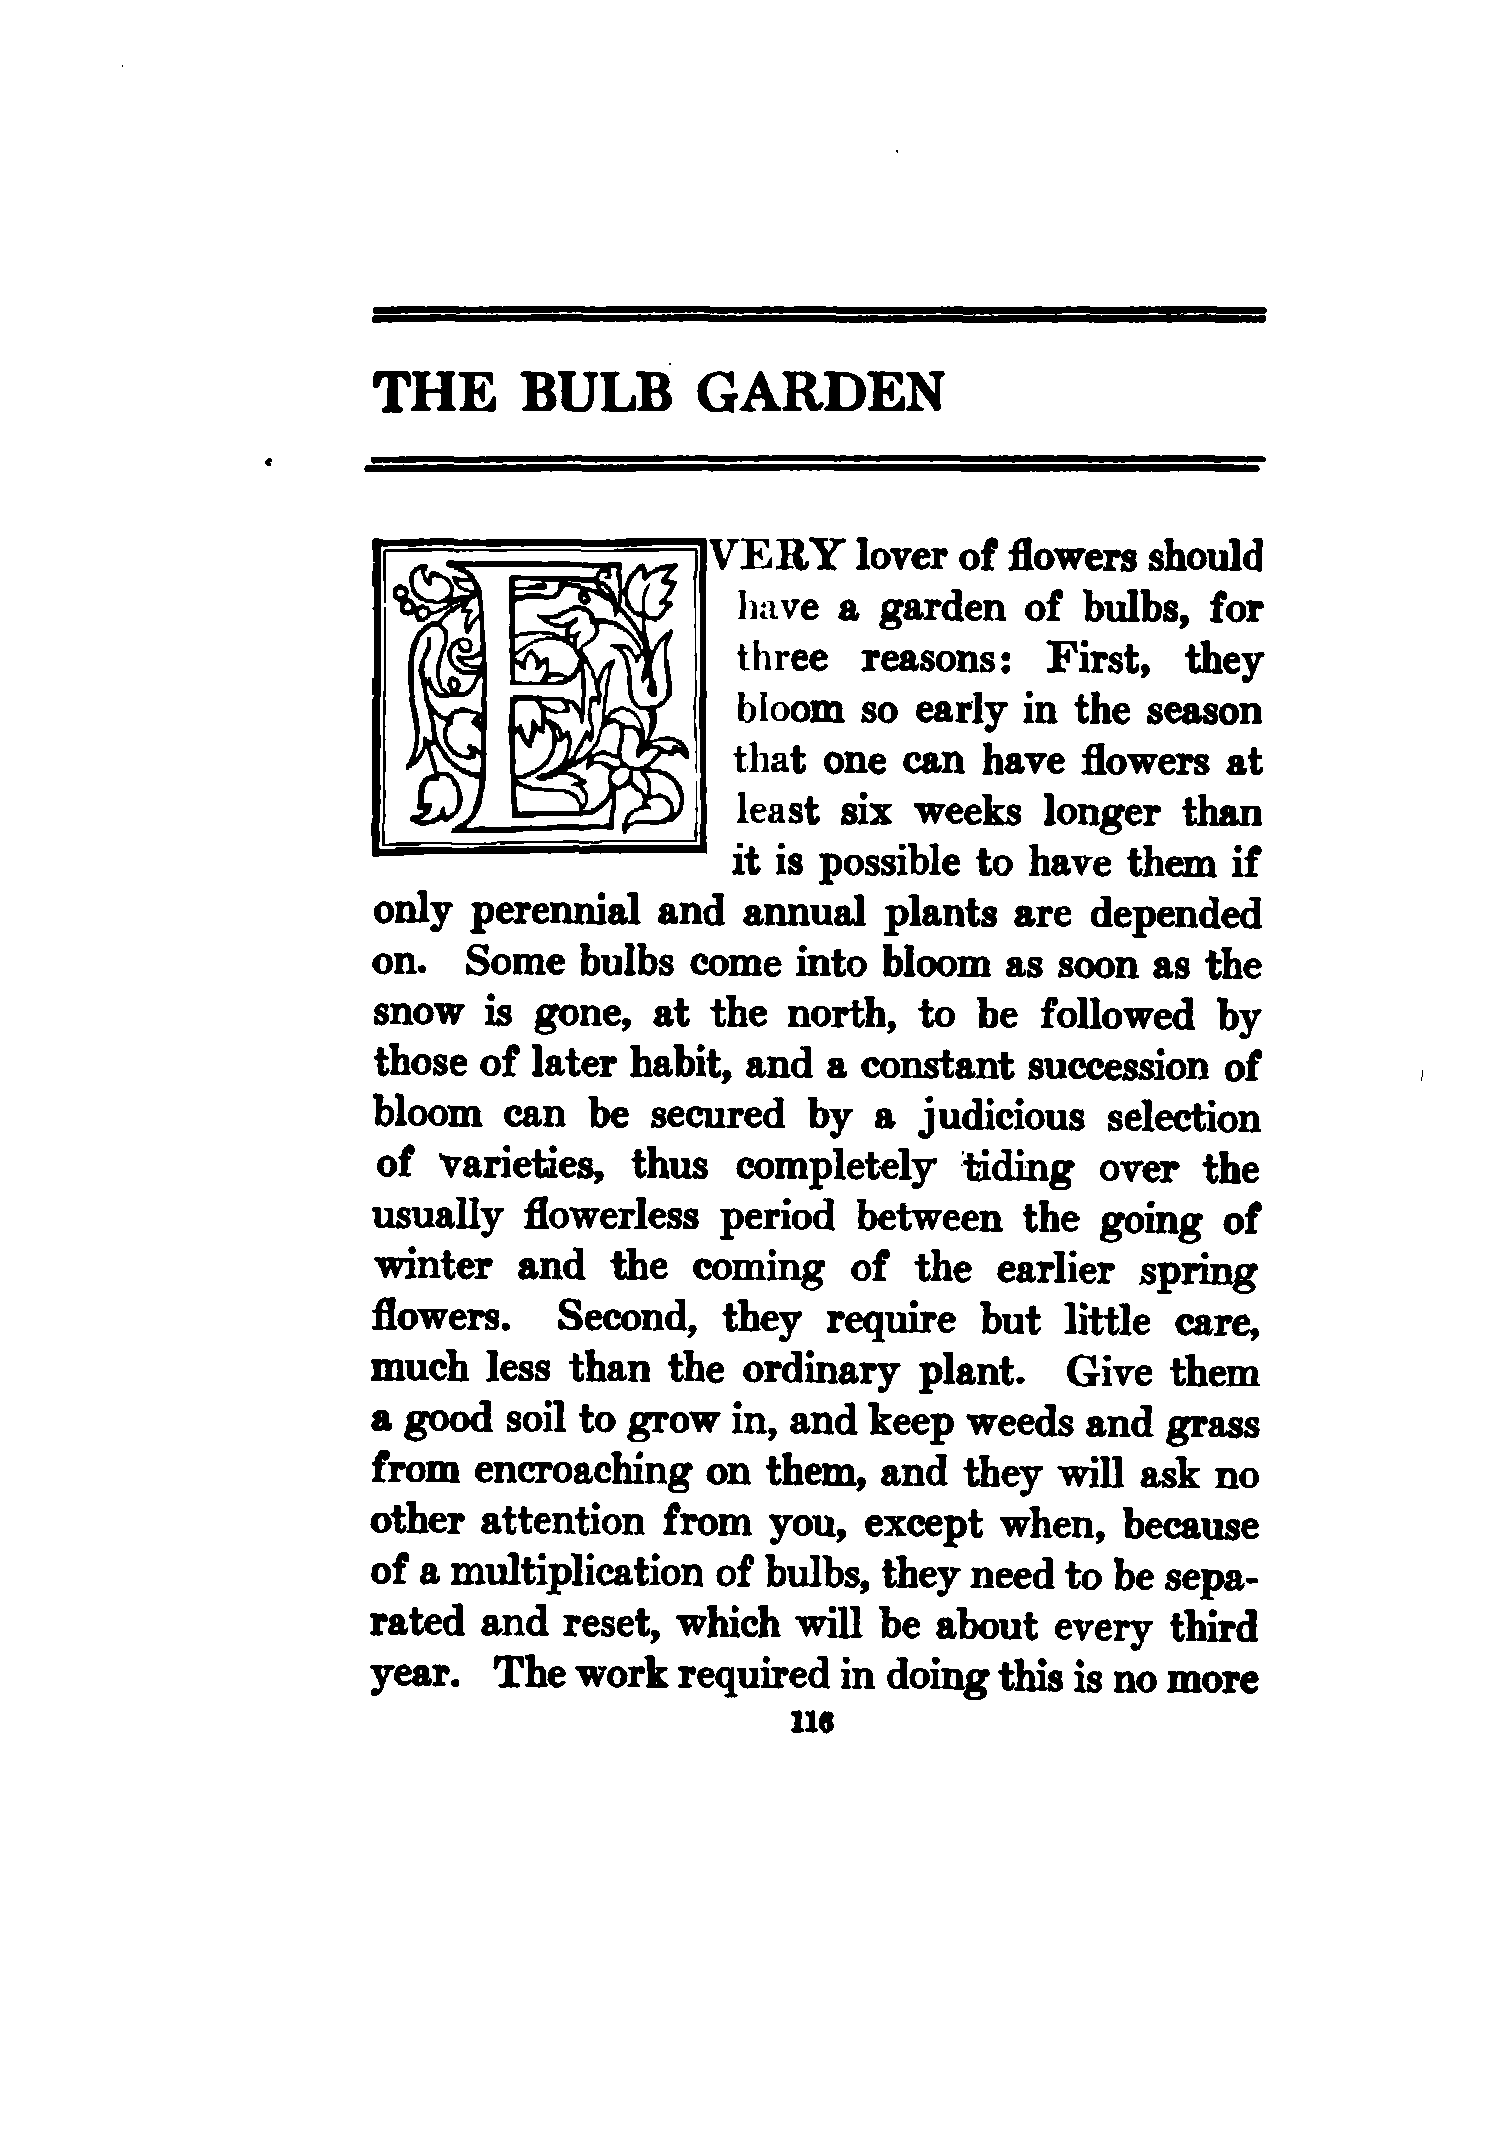 THE BULB GARDEN
EVERY lover of flowers should
have a garden of bulbs, for
three reasons: First, they
bloom so early in the season
that one can have flowers at
least six weeks longer than
it is possible to have them if
only perennial and annual plants are depended
on. Some bulbs come into bloom as soon as the
snow is gone, at the north, to be followed by
those of later habit, and a constant succession of
bloom can be secured by a judicious selection
of varieties, thus completely tiding over the
usually flowerless period between the going of
winter and the coming of the earlier spring
flowers. Second, they require but little care,
much less than the ordinary plant. Give them
a good soil to grow in, and keep weeds and grass
from encroaching on them, and they will ask no
other attention from you, except when, because
of a multiplication of bulbs, they need to be sepa-
rated and reset, which will be about every third
year. The work required in doing this is no more
116